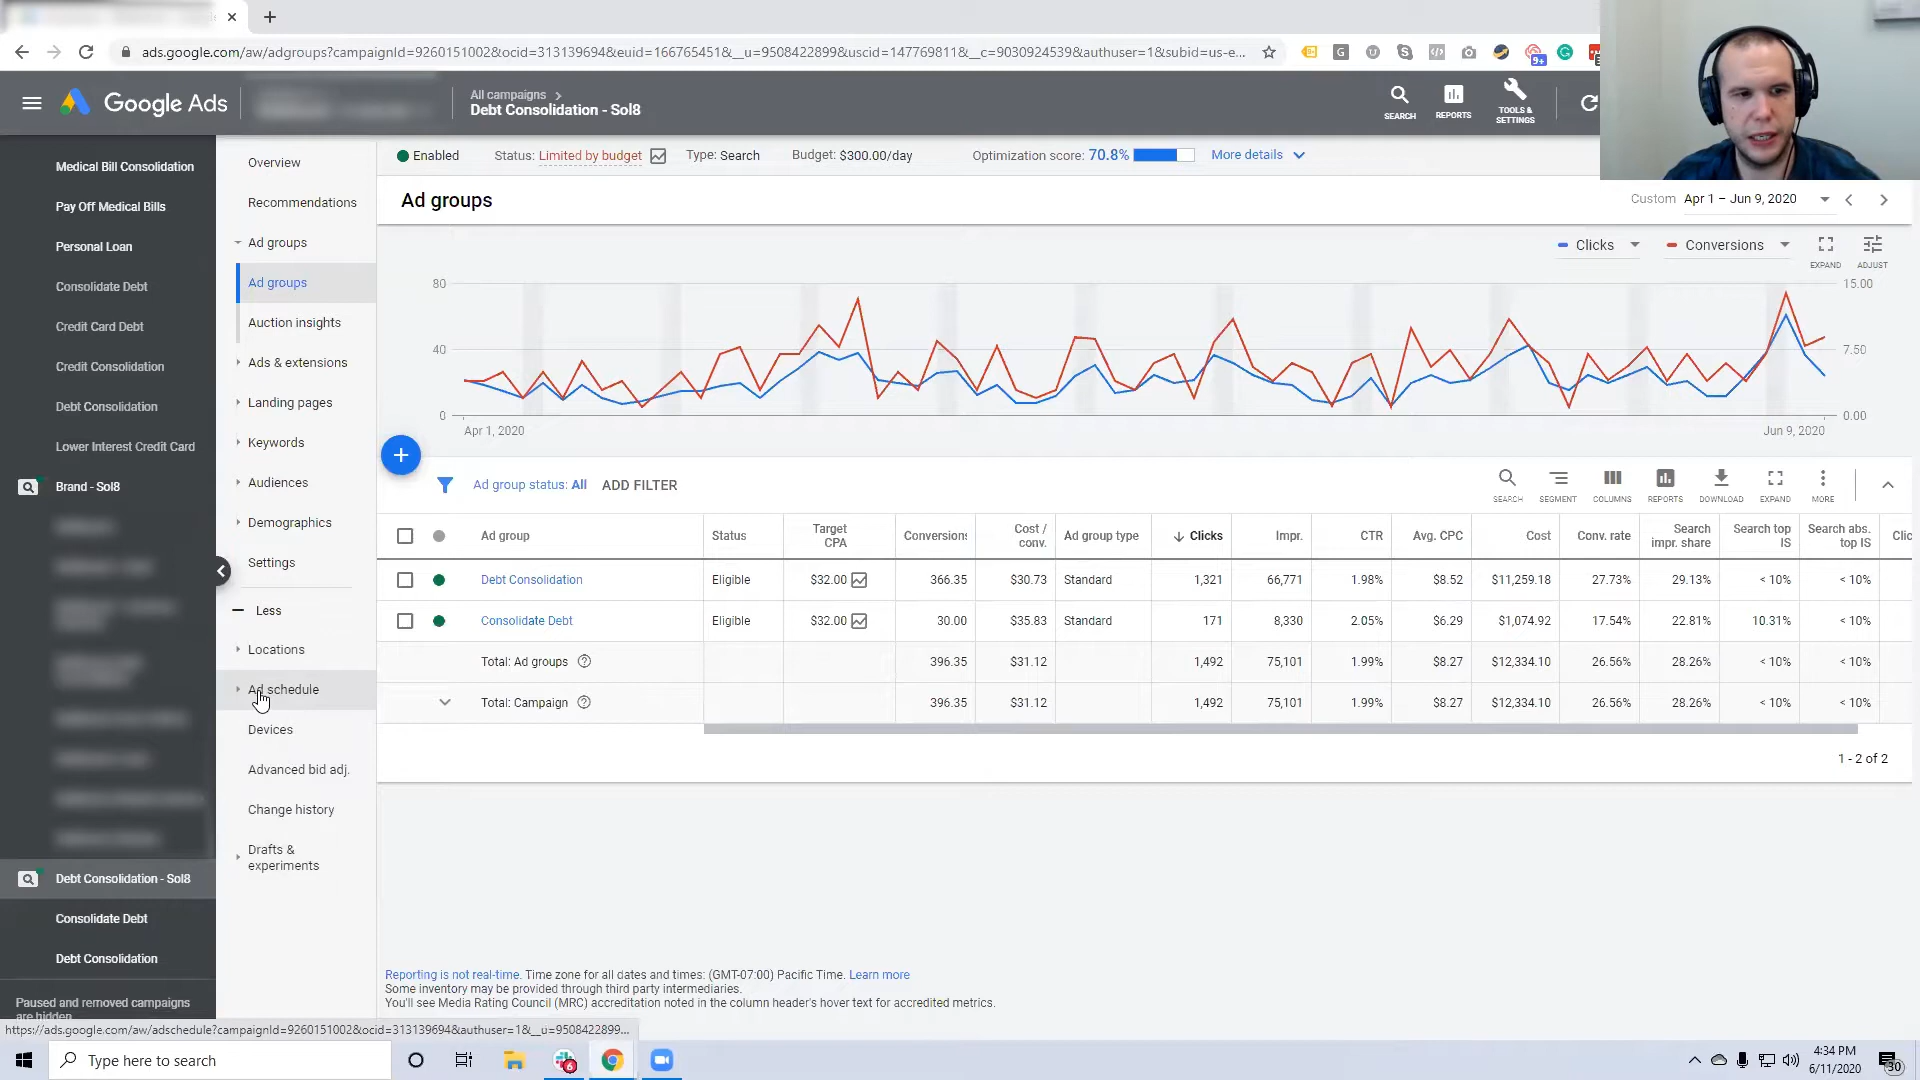 ads.google.com/aw/adgroups?campaignId=9260151002&ocid=313139694&euid=166765451&__u=9508422899&uscid=147769811&__c=9030924539&authuser=1&subid=us-e...
9+
Google Ads
All campaigns
Debt Consolidation - Sol8
SEARCH
REPORTS
TOOLS &
SETTINGS
Medical Bill Consolidation
Pay Off Medical Bills
Personal Loan
Consolidate Debt
Credit Card Debt
Credit Consolidation
Debt Consolidation
Lower Interest Credit Card
Brand - Sol8
Debt Consolidation - Sol8
Consolidate Debt
Debt Consolidation
Paused and removed campaigns
are hidden
Overview
Recommendations
Ad groups
Ad groups
Auction insights
Ads & extensions
Landing pages
Keywords
Audiences
Demographics
Settings
Less
Locations
Ad schedule
Devices
Advanced bid adj.
Change history
Drafts &
experiments
Enabled Status: Limited by budget Type: Search Budget: $300.00/day Optimization score: 70.8% More details
Ad groups
Custom Apr 1 – Jun 9, 2020
Clicks Conversions EXPAND ADJUST
80 15.00
40 7.50
0 0.00
Apr 1, 2020 Jun 9, 2020
Ad group status: All ADD FILTER
SEARCH SEGMENT COLUMNS REPORTS DOWNLOAD EXPAND MORE
Ad group Status Target CPA Conversions Cost / conv. Ad group type Clicks Impr. CTR Avg. CPC Cost Conv. rate Search impr. share Search top IS Search abs. top IS Clic
Debt Consolidation Eligible $32.00 366.35 $30.73 Standard 1,321 66,771 1.98% $8.52 $11,259.18 27.73% 29.13% < 10% < 10%
Consolidate Debt Eligible $32.00 30.00 $35.83 Standard 171 8,330 2.05% $6.29 $1,074.92 17.54% 22.81% 10.31% < 10%
Total: Ad groups 396.35 $31.12 1,492 75,101 1.99% $8.27 $12,334.10 26.56% 28.26% < 10% < 10%
Total: Campaign 396.35 $31.12 1,492 75,101 1.99% $8.27 $12,334.10 26.56% 28.26% < 10% < 10%
1 - 2 of 2
Reporting is not real-time. Time zone for all dates and times: (GMT-07:00) Pacific Time. Learn more
Some inventory may be provided through third party intermediaries.
You'll see Media Rating Council (MRC) accreditation noted in the column header's hover text for accredited metrics.
https://ads.google.com/aw/adschedule?campaignId=9260151002&ocid=313139694&authuser=1&__u=9508422899...
Type here to search
6
4:34 PM
6/11/2020
30